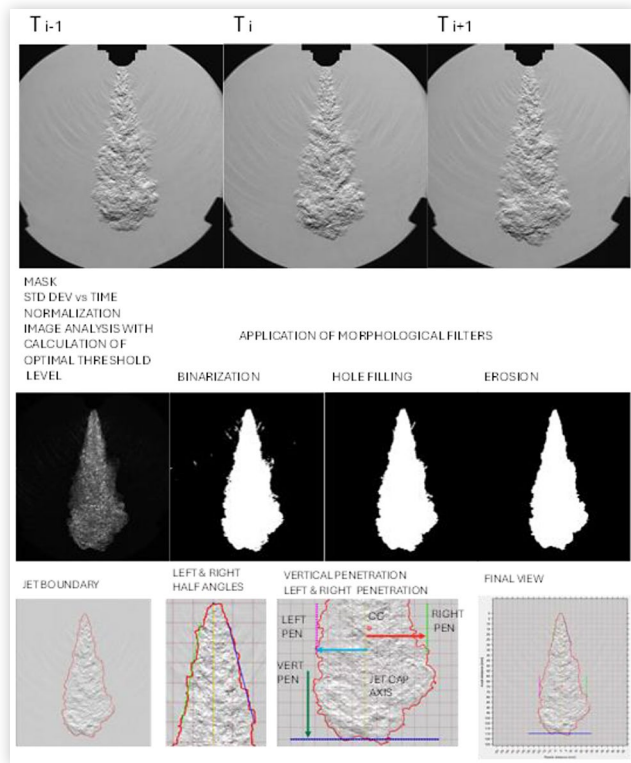 T i-1
T i
T i+1
MASK
STD DEV vs TIME
NORMALIZATION
IMAGE ANALYSIS WITH
CALCULATION OF
OPTIMAL THRESHOLD
LEVEL
APPLICATION OF MORPHOLOGICAL FILTERS
BINARIZATION
HOLE FILLING
EROSION
JET BOUNDARY
LEFT & RIGHT
HALF ANGLES
VERTICAL PENETRATION
LEFT & RIGHT PENETRATION
FINAL VIEW
LEFT
PEN
CG
RIGHT
PEN
VERT
PEN
JET CAP
AXIS